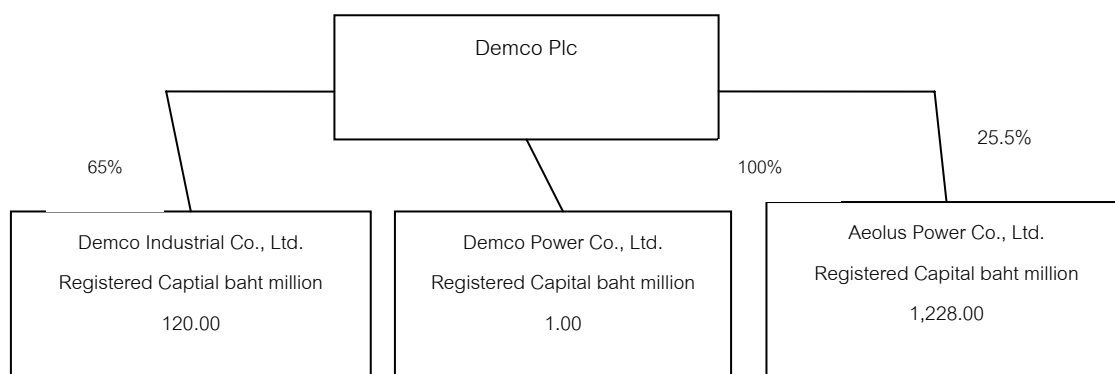 Demco Plc
65%
100%
25.5%
Demco Industrial Co., Ltd.
Registered Captial baht million
120.00
Demco Power Co., Ltd.
Registered Capital baht million
1.00
Aeolus Power Co., Ltd.
Registered Capital baht million
1,228.00